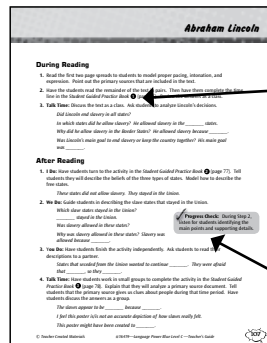 Abraham Lincoln
During Reading
1. Read the first two page spreads to students to model proper pacing, intonation, and
expression. Point out the primary sources that are included in the text.
2. Have the students read the remainder of the text in pairs. Then have them complete the time
line in the Student Guided Practice Book
3. Talk Time: Discuss the text as a class. Ask students to analyze Lincoln's decisions.
Did Lincoln end slavery in all states?
In which states did he allow slavery? He allowed slavery in the ________ states.
Why did he allow slavery in the Border States? He allowed slavery because ________.
Was Lincoln's main goal to end slavery or keep the country together? His main goal
was ________.
After Reading
1. I Do: Have students turn to the activity in the Student Guided Practice Book (page 77). Tell
students they will describe the beliefs of the three types of states. Model how to describe the
free states.
These states did not allow slavery. They stayed in the Union.
2. We Do: Guide students in describing the slave states that stayed in the Union.
Which slave states stayed in the Union?
________ stayed in the Union.
Was slavery allowed in these states?
Why was slavery allowed in these states? Slavery was
allowed because ________.
Progress Check: During Step 2,
listen for students identifying the
main points and supporting details.
3. You Do: Have students finish the activity independently. Ask students to read their
descriptions to a partner.
States that seceded from the Union wanted to continue ________. They were afraid
that ________, so they ________.
4. Talk Time: Have students work in small groups to complete the activity in the Student Guided
Practice Book (page 78). Explain that they will analyze a primary source document. Tell
students that the primary source gives us clues about people during that time period. Have
students discuss the answers as a group.
The slaves appear to be ________ because ________.
I feel this poster is/is not an accurate depiction of how slaves really felt.
This poster might have been created to ________.
© Teacher Created Materials
—Language Power Blue Level C—Teacher's Guide
107